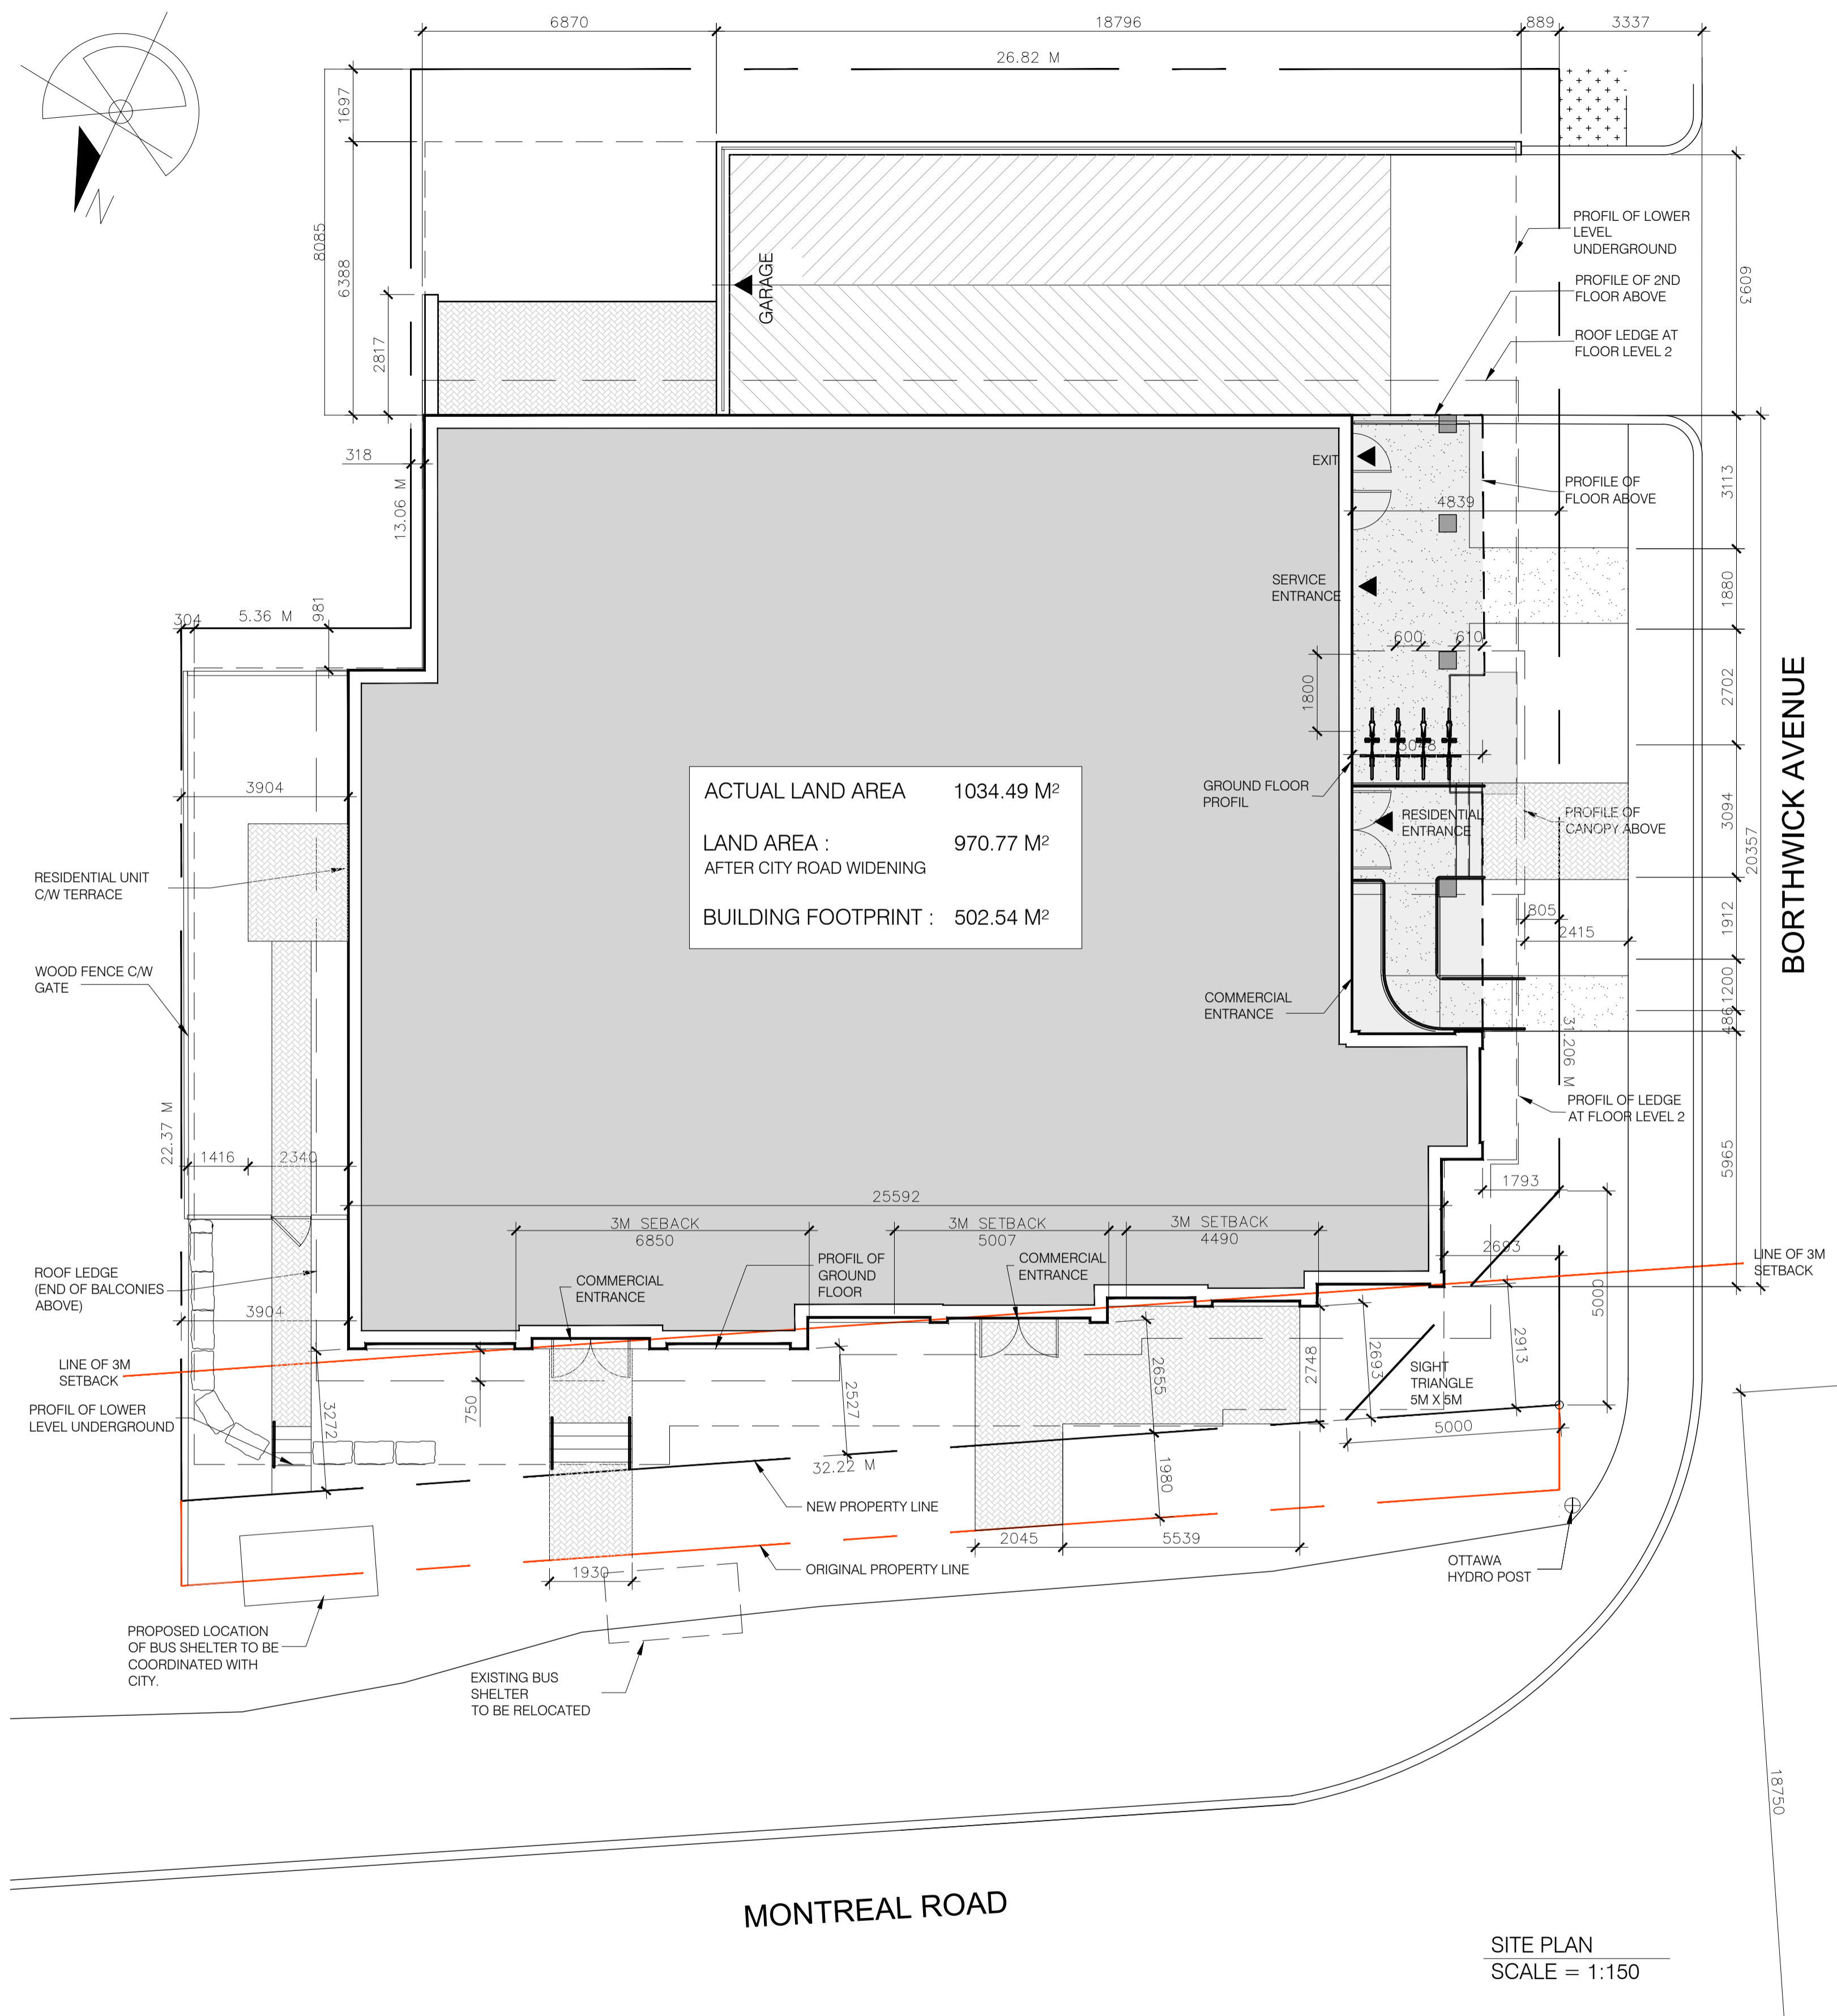 6870
18796
889
3337
26.82 M
1697
8085
6388
2817
GARAGE
PROFIL OF LOWER
LEVEL
UNDERGROUND
PROFILE OF 2ND
FLOOR ABOVE
ROOF LEDGE AT
FLOOR LEVEL 2
6093
N
318
13.06 M
EXIT
4839
PROFILE OF
FLOOR ABOVE
3113
SERVICE
ENTRANCE
1880
304
5.36 M
981
600
610
1800
2702
3048
3904
GROUND FLOOR
PROFIL
RESIDENTIAL
ENTRANCE
PROFILE OF
CANOPY ABOVE
3094
20357
BORTHWICK AVENUE
ACTUAL LAND AREA 1034.49 M²
LAND AREA : 970.77 M²
AFTER CITY ROAD WIDENING
BUILDING FOOTPRINT : 502.54 M²
RESIDENTIAL UNIT
C/W TERRACE
805
2415
1912
WOOD FENCE C/W
GATE
COMMERCIAL
ENTRANCE
1200
486
31.206 M
PROFIL OF LEDGE
AT FLOOR LEVEL 2
22.37 M
1416
2340
5965
1793
25592
3M SEBACK
6850
3M SETBACK
5007
3M SETBACK
4490
2693
LINE OF 3M
SETBACK
PROFIL OF
GROUND
FLOOR
COMMERCIAL
ENTRANCE
COMMERCIAL
ENTRANCE
ROOF LEDGE
(END OF BALCONIES
ABOVE)
3904
5000
LINE OF 3M
SETBACK
PROFIL OF LOWER
LEVEL UNDERGROUND
3272
750
2527
2655
2748
2693
SIGHT
TRIANGLE
5M X 5M
2913
5000
32.22 M
1980
NEW PROPERTY LINE
2045
5539
ORIGINAL PROPERTY LINE
1930
OTTAWA
HYDRO POST
PROPOSED LOCATION
OF BUS SHELTER TO BE
COORDINATED WITH
CITY.
EXISTING BUS
SHELTER
TO BE RELOCATED
18750
MONTREAL ROAD
SITE PLAN
SCALE = 1:150